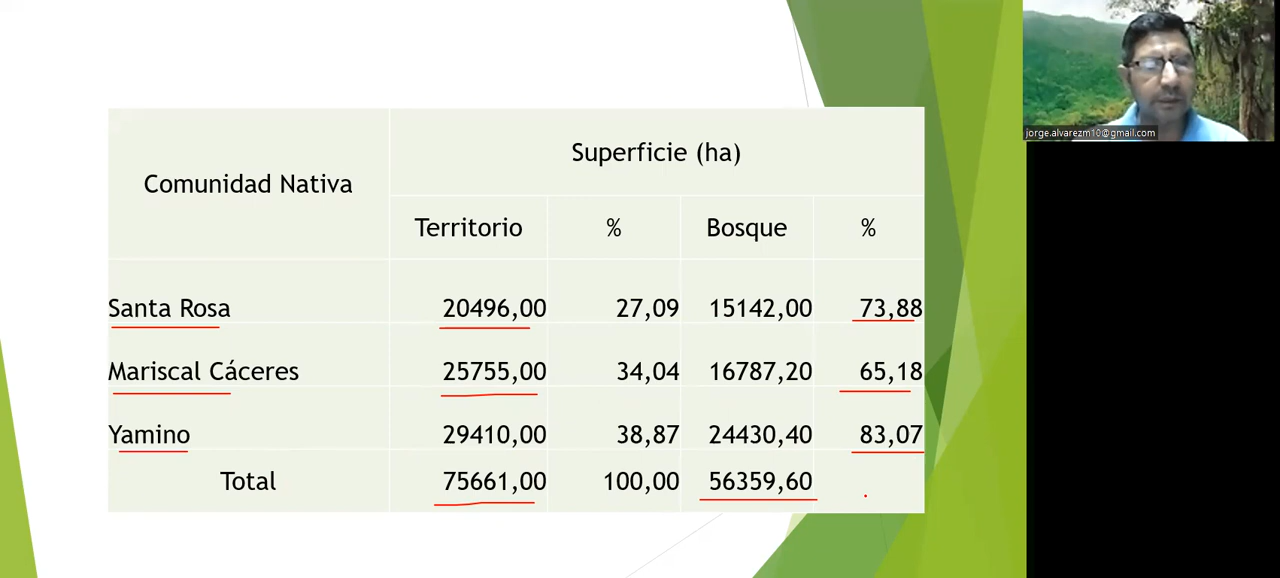 Comunidad Nativa
Superficie (ha)
Territorio % Bosque %
Santa Rosa 20496,00 27,09 15142,00 73,88
Mariscal Cáceres 25755,00 34,04 16787,20 65,18
Yamino 29410,00 38,87 24430,40 83,07
Total 75661,00 100,00 56359,60
jorge.alvarezm10@gmail.com